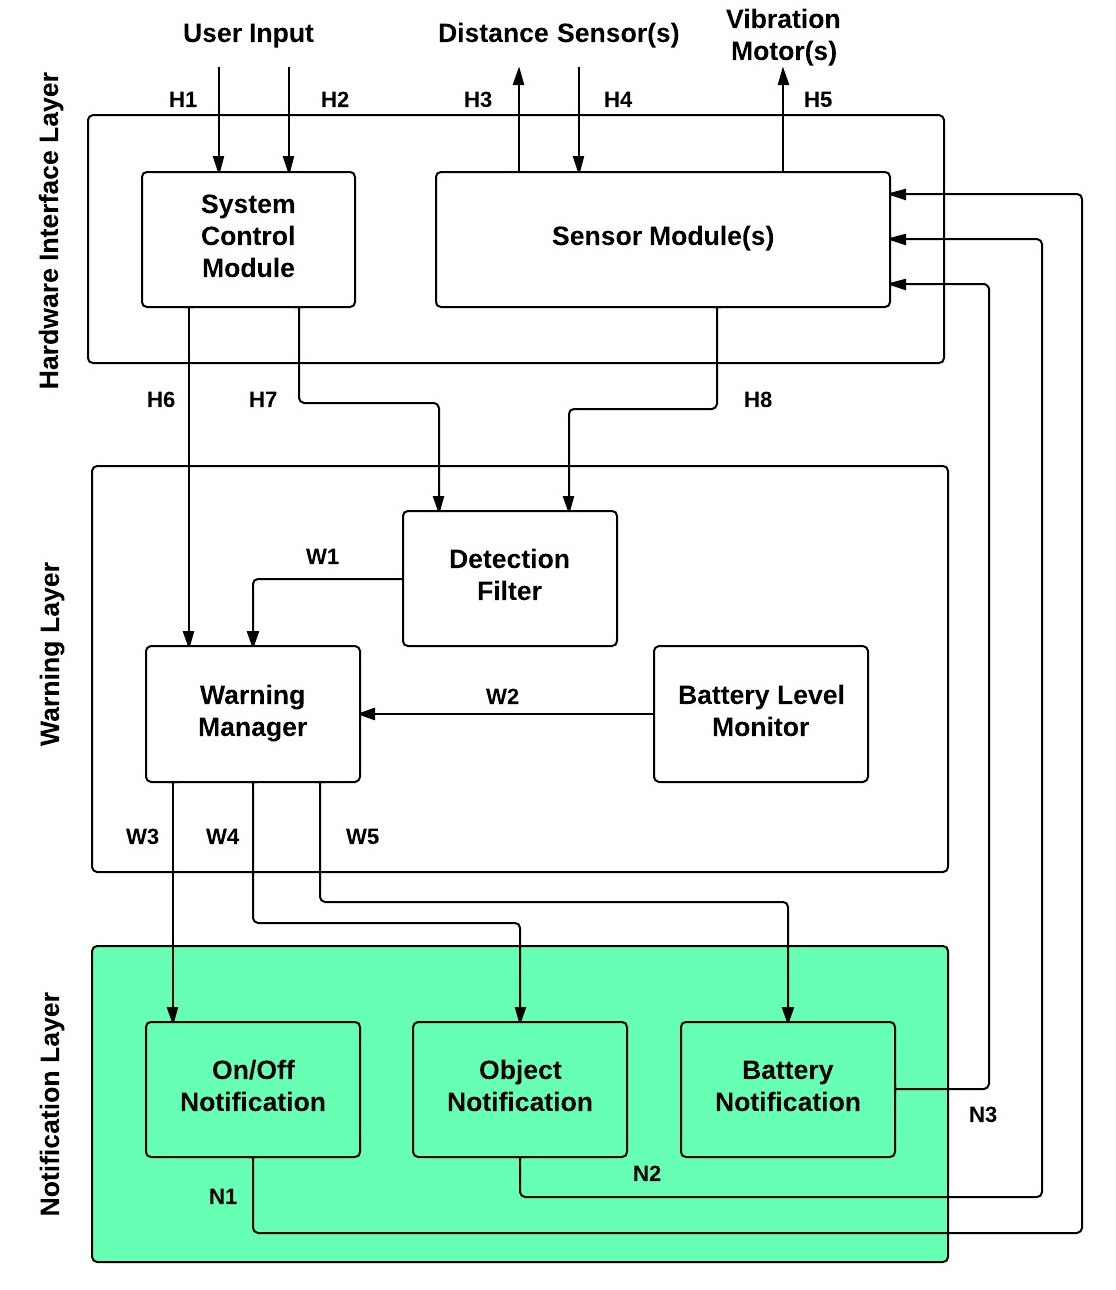 User Input
Distance Sensor(s)
Vibration
Motor(s)
H1
H2
H3
H4
H5
Hardware Interface Layer
System
Control
Module
Sensor Module(s)
H6
H7
H8
Warning Layer
Detection
Filter
W1
Warning
Manager
W2
Battery Level
Monitor
W3
W4
W5
Notification Layer
On/Off
Notification
Object
Notification
Battery
Notification
N3
N2
N1